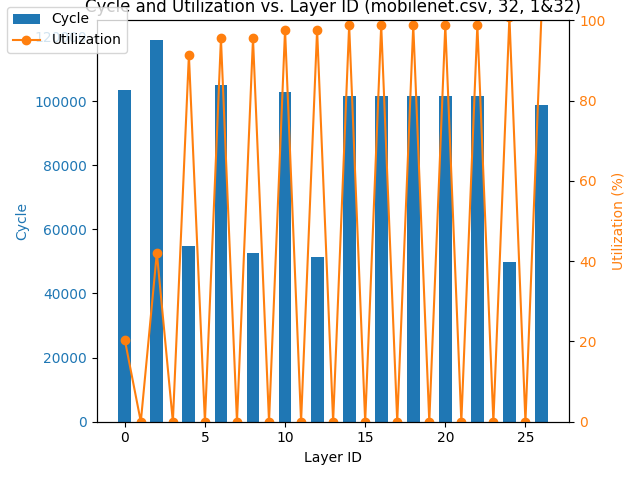 Cycle and Utilization vs. Layer ID (mobilenet.csv, 32, 1&32)
Cycle
Utilization
120000
100000
80000
60000
40000
20000
0
Cycle
100
80
60
40
20
0
Utilization (%)
0 5 10 15 20 25
Layer ID